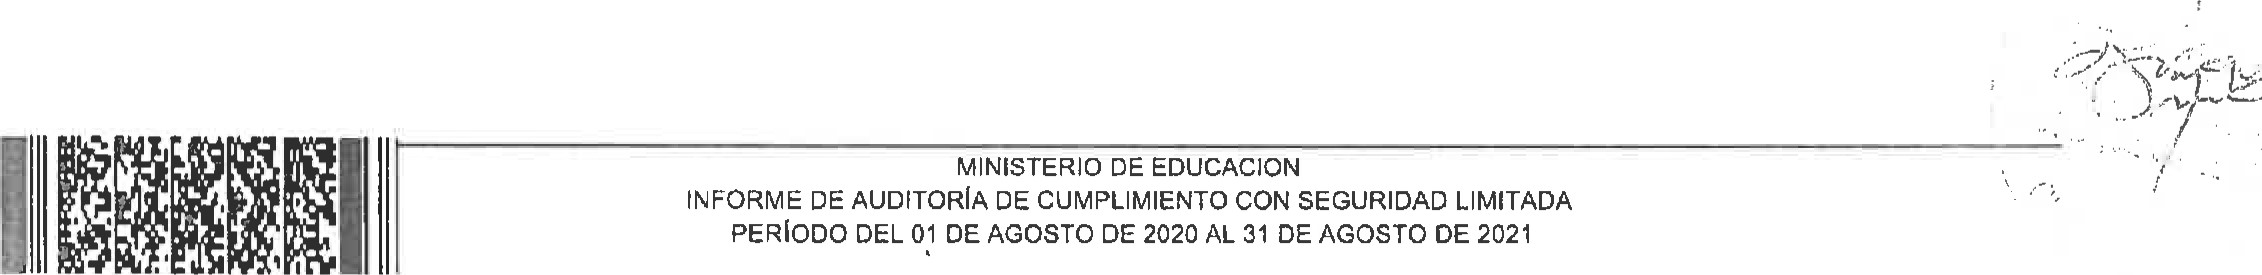 MINISTERIO DE EDUCACION
INFORME DE AUDITORÍA DE CUMPLIMIENTO CON SEGURIDAD LIMITADA
PERÍODO DEL 01 DE AGOSTO DE 2020 AL 31 DE AGOSTO DE 2021